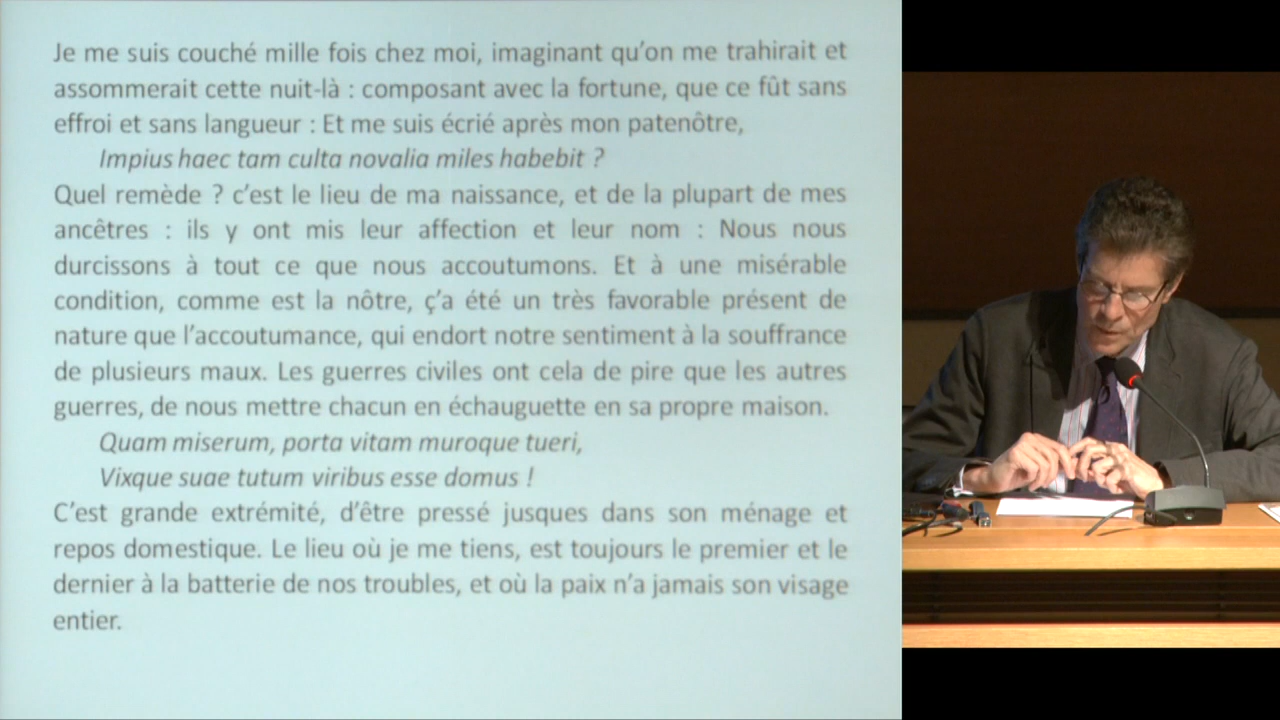 Je me suis couché mille fois chez moi, imaginant qu’on me trahirait et
assommerait cette nuit-là : composant avec la fortune, que ce fût sans
effroi et sans langueur : Et me suis écrié après mon patenôtre,
Impius haec tam culta novalia miles habebit ?
Quel remède ? c’est le lieu de ma naissance, et de la plupart de mes
ancêtres : ils y ont mis leur affection et leur nom : Nous nous
durcissons à tout ce que nous accoutumons. Et à une misérable
condition, comme est la nôtre, ç’a été un très favorable présent de
nature que l’accoutumance, qui endort notre sentiment à la souffrance
de plusieurs maux. Les guerres civiles ont cela de pire que les autres
guerres, de nous mettre chacun en échauguette en sa propre maison.
Quam miserum, porta vitam muroque tueri,
Vixque suae tutum viribus esse domus !
C’est grande extrémité, d’être pressé jusques dans son ménage et
repos domestique. Le lieu où je me tiens, est toujours le premier et le
dernier à la batterie de nos troubles, et où la paix n’a jamais son visage
entier.